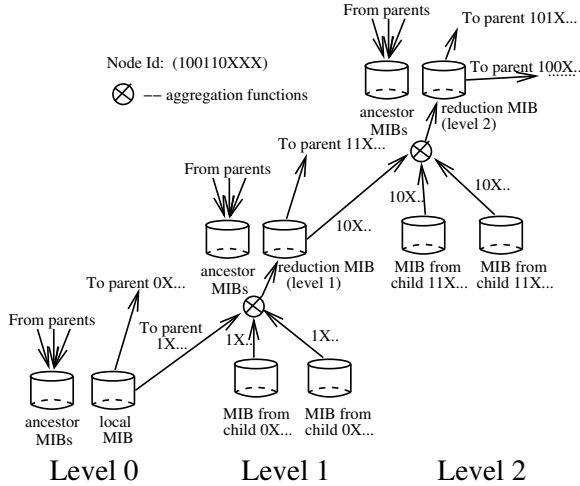 From parents
To parent 101X...
Node Id: (100110XXX)
To parent 100X..
–– aggregation functions
ancestor
MIBs
reduction MIB
(level 2)
To parent 11X...
From parents
10X..
10X..
10X..
ancestor
MIBs
reduction MIB
(level 1)
MIB from
child 11X...
MIB from
child 11X...
To parent 0X...
From parents
To parent
1X...
1X..
1X..
ancestor
MIBs
local
MIB
MIB from
child 0X...
MIB from
child 0X...
Level 0
Level 1
Level 2